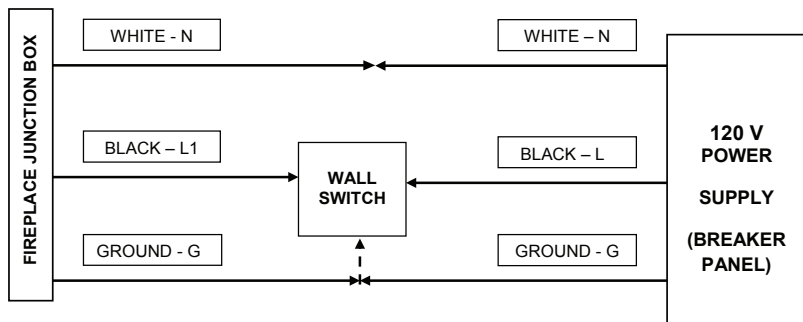 FIREPLACE JUNCTION BOX
WHITE - N
WHITE – N
BLACK – L1
WALL
SWITCH
BLACK – L
GROUND - G
GROUND - G
120 V
POWER
SUPPLY
(BREAKER
PANEL)